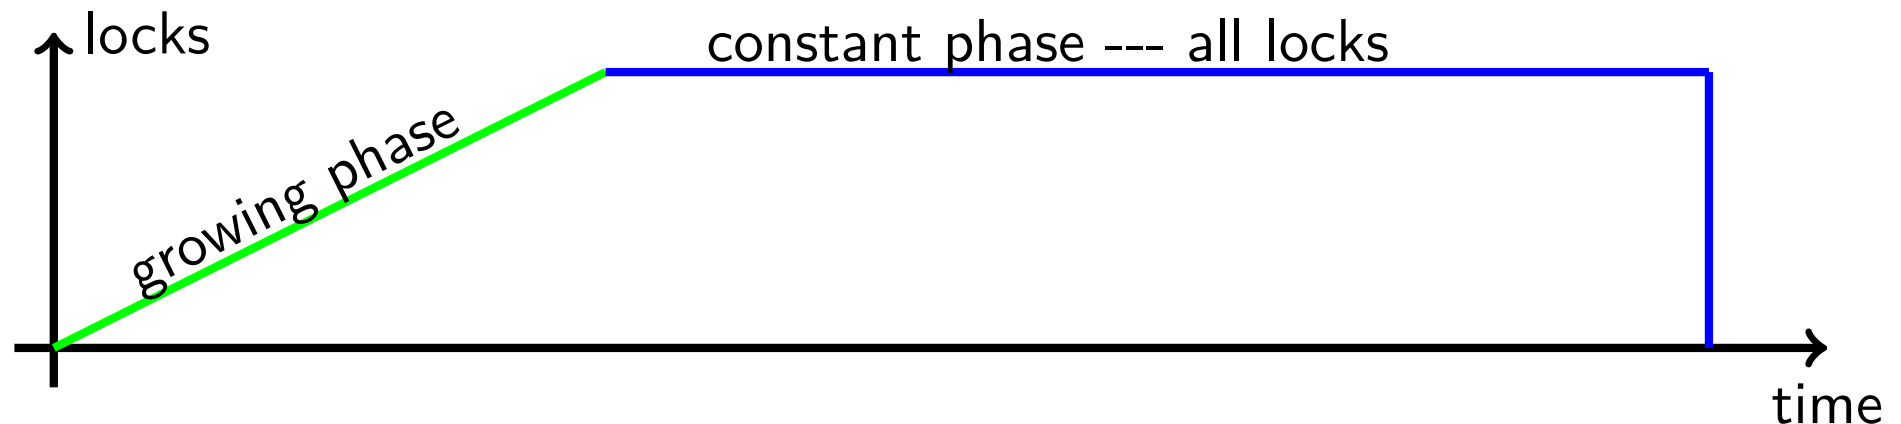 locks
constant phase --- all locks
growing phase
time